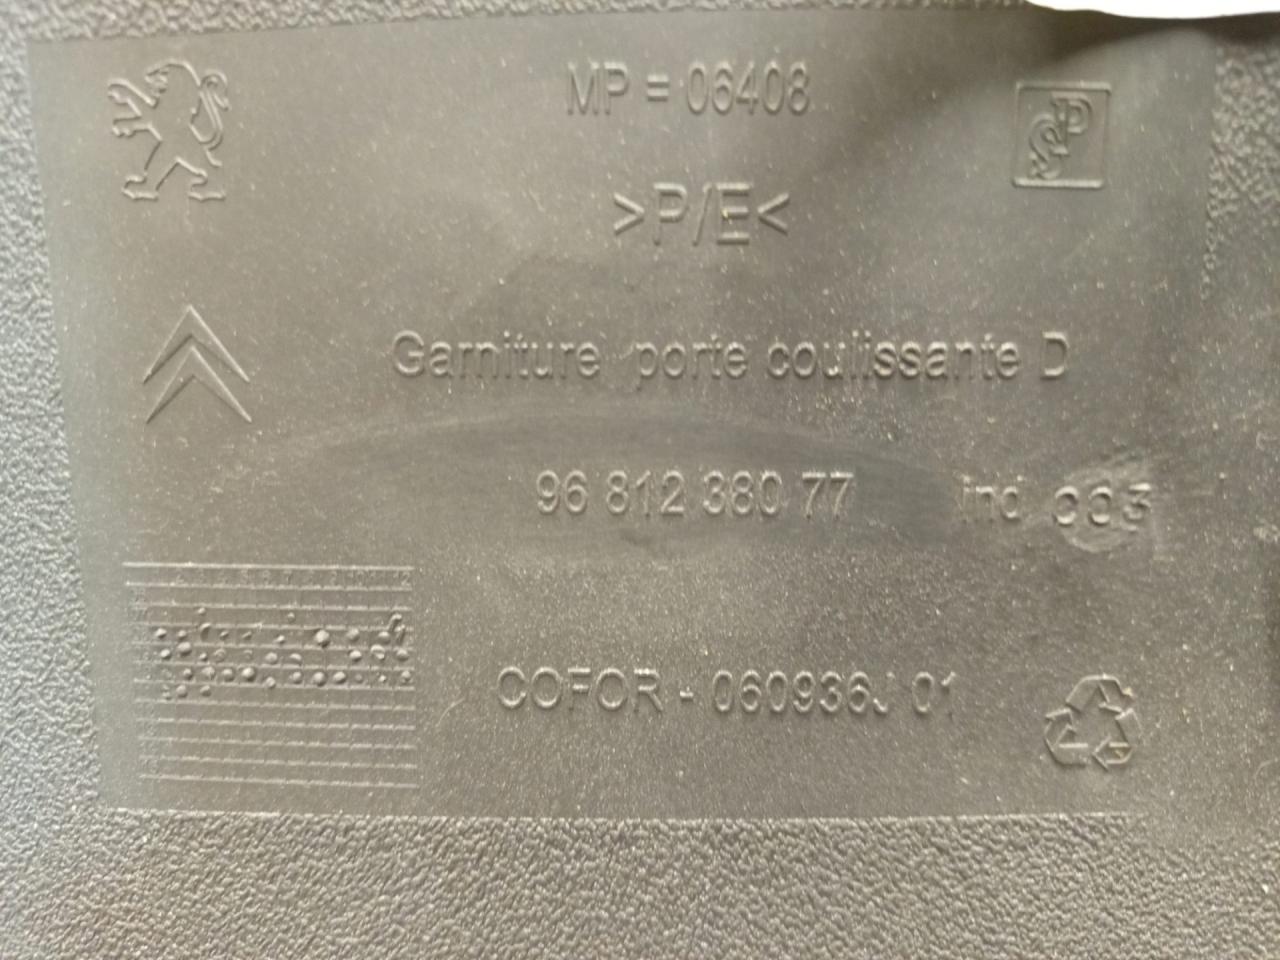 MP = 06408
>P/E<
Garniture porte coulissante D
96 812 380 77 ind 003
COFOR - 060936J 01